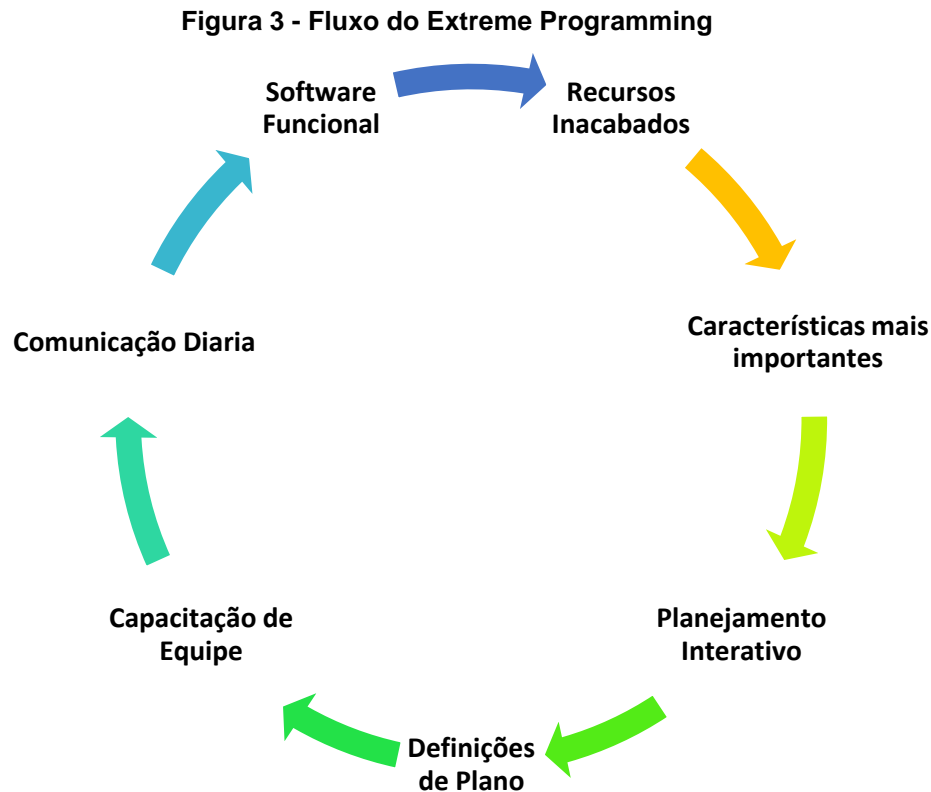 Figura 3 - Fluxo do Extreme Programming
Software
Funcional
Recursos
Inacabados
Características mais
importantes
Planejamento
Interativo
Definições
de Plano
Capacitação de
Equipe
Comunicação Diaria